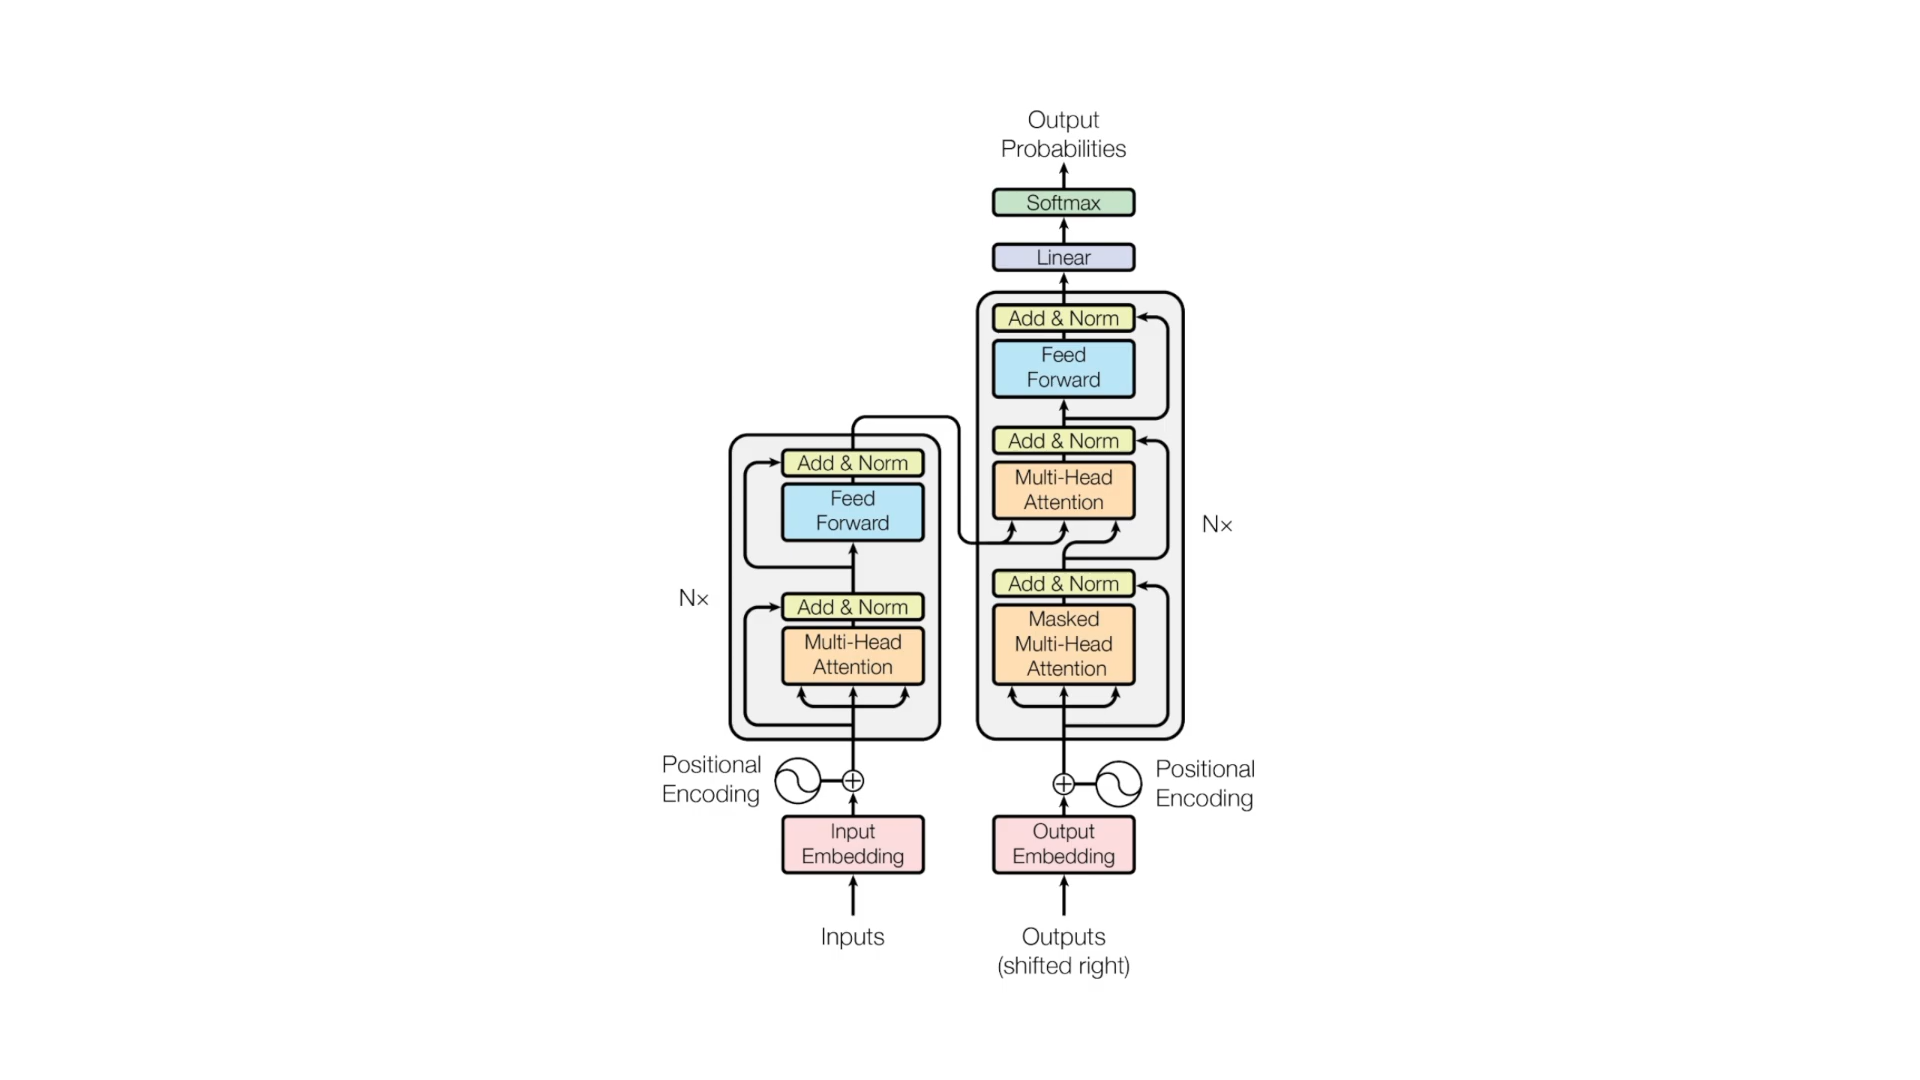 Output
Probabilities
Softmax
Linear
Add & Norm
Feed
Forward
Add & Norm
Multi-Head
Attention
Add & Norm
Masked
Multi-Head
Attention
Nx
Add & Norm
Feed
Forward
Add & Norm
Multi-Head
Attention
Nx
Positional
Encoding
Positional
Encoding
Input
Embedding
Output
Embedding
Inputs
Outputs
(shifted right)